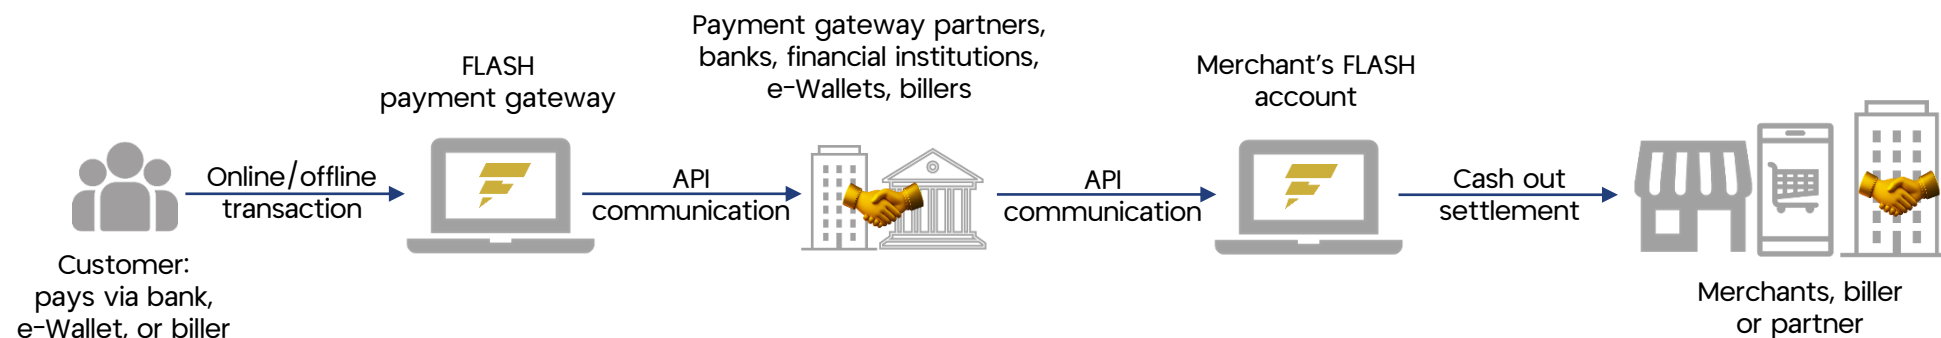 Customer:
pays via bank,
e-Wallet, or biller
Online/offline
transaction
FLASH
payment gateway
API
communication
Payment gateway partners,
banks, financial institutions,
e-Wallets, billers
API
communication
Merchant's FLASH
account
Cash out
settlement
Merchants, biller
or partner